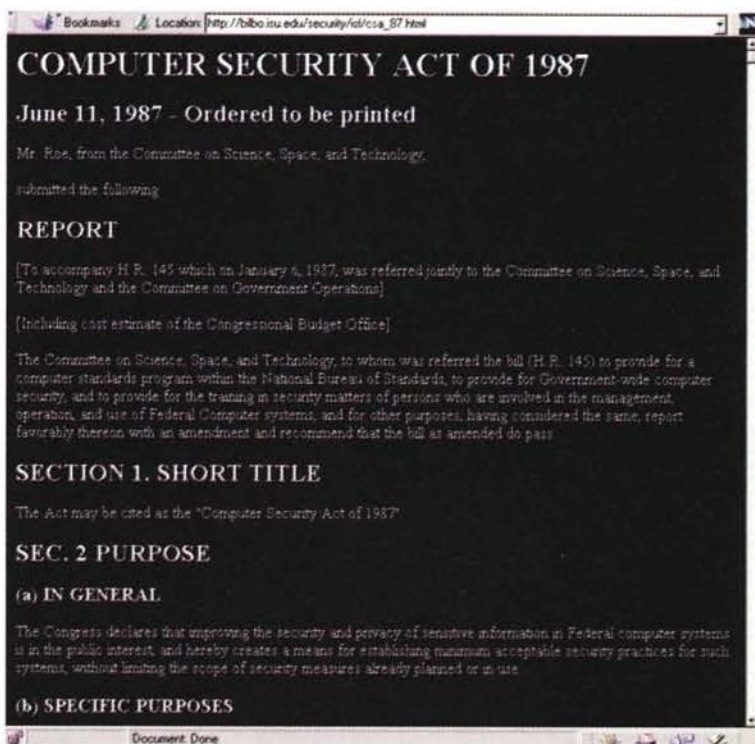 Bookmarks Location: http://bilbo.isu.edu/security/isl/csa_87.html
COMPUTER SECURITY ACT OF 1987
June 11, 1987 - Ordered to be printed
Mr. Roe, from the Committee on Science, Space, and Technology,
submitted the following
REPORT
[To accompany H.R. 145 which on January 6, 1987, was referred jointly to the Committee on Science, Space, and
Technology and the Committee on Government Operations]
[Including cost estimate of the Congressional Budget Office]
The Committee on Science, Space, and Technology, to whom was referred the bill (H.R. 145) to provide for a
computer standards program within the National Bureau of Standards, to provide for Government-wide computer
security, and to provide for the training in security matters of persons who are involved in the management,
operation, and use of Federal Computer systems, and for other purposes, having considered the same, report
favorably thereon with an amendment and recommend that the bill as amended do pass
SECTION 1. SHORT TITLE
The Act may be cited as the "Computer Security Act of 1987"
SEC. 2 PURPOSE
(a) IN GENERAL
The Congress declares that improving the security and privacy of sensitive information in Federal computer systems
is in the public interest, and hereby creates a means for establishing minimum acceptable security practices for such
systems, without limiting the scope of security measures already planned or in use
(b) SPECIFIC PURPOSES
Document: Done